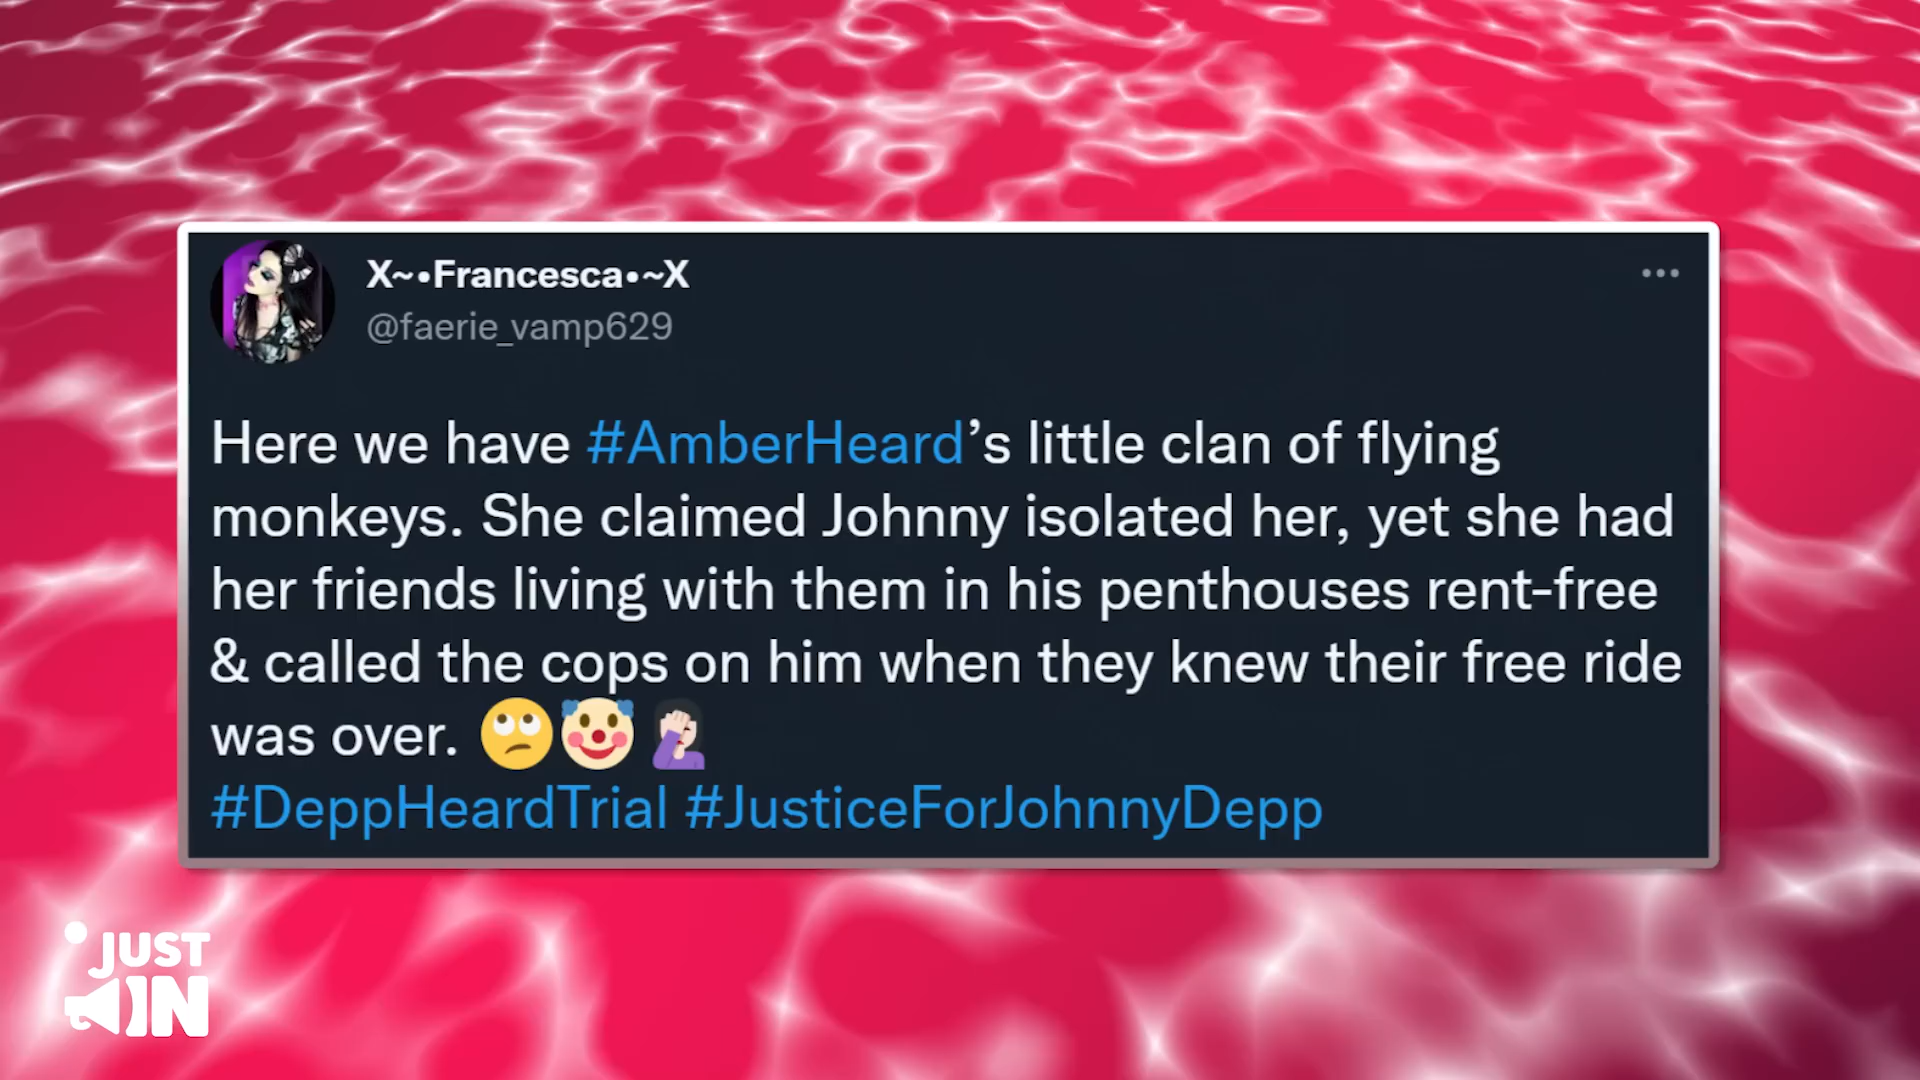 X~•Francesca•~X
@faerie_vamp629
Here we have #AmberHeard’s little clan of flying
monkeys. She claimed Johnny isolated her, yet she had
her friends living with them in his penthouses rent-free
& called the cops on him when they knew their free ride
was over. 🙄🤡🤦🏻‍♀️
#DeppHeardTrial #JusticeForJohnnyDepp
JUST
IN